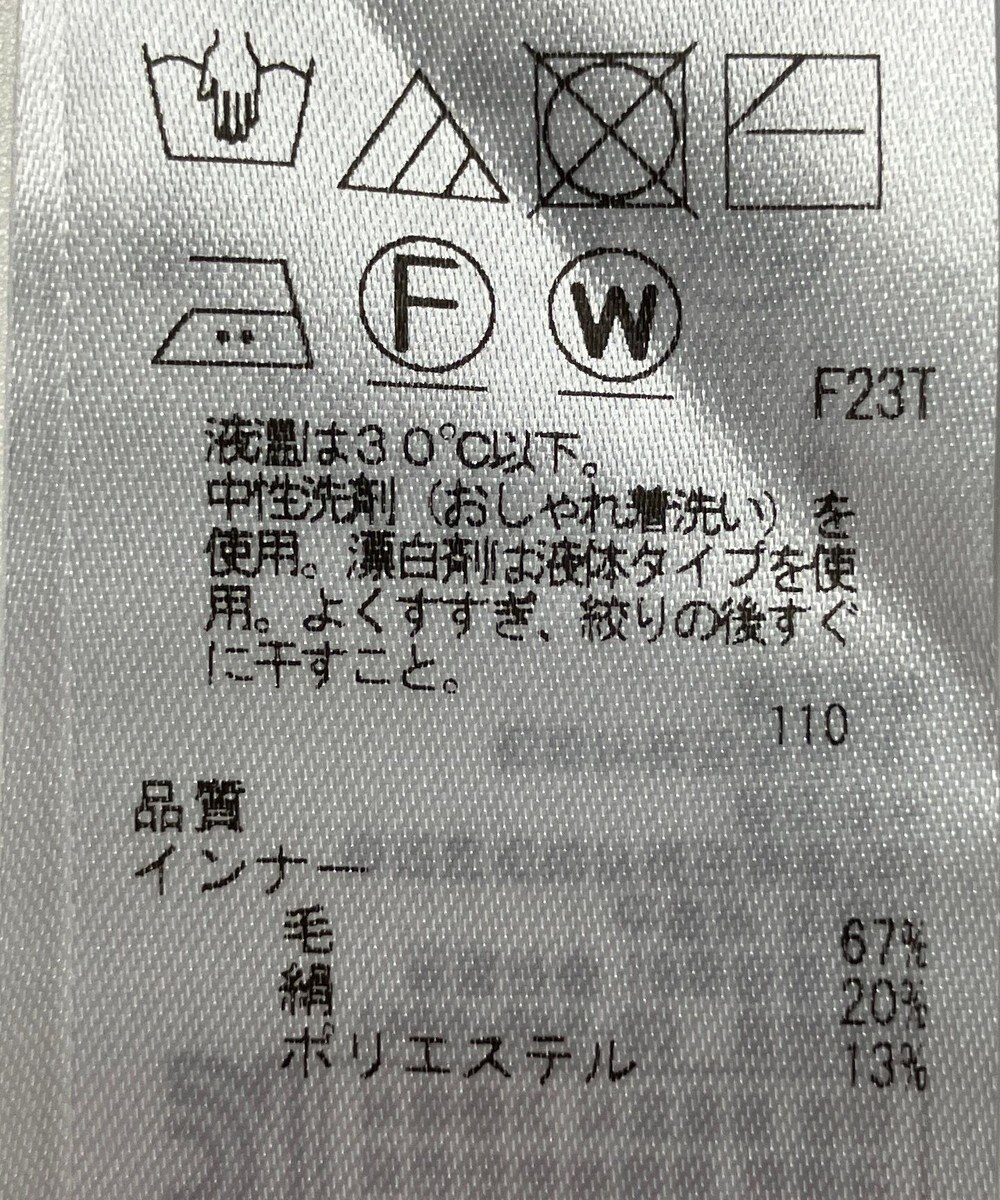 F W
F23T
液温は３０℃以下。
中性洗剤（おしゃれ着洗い）を
使用。漂白剤は液体タイプを使
用。よくすすぎ、絞りの後すぐ
に干すこと。
110
品質
インナー
毛 67%
絹 20%
ポリエステル 13%